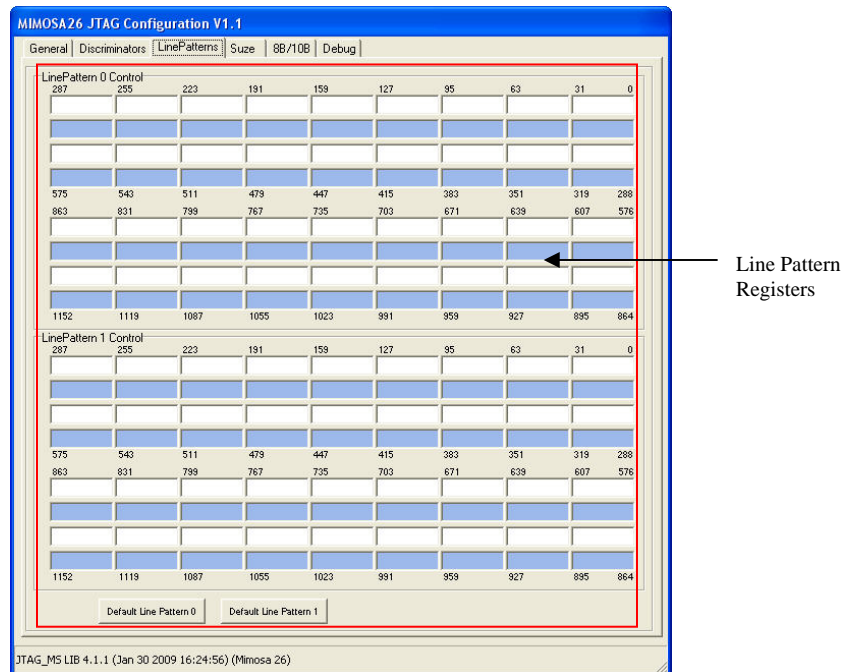 MIMOSA26 JTAG Configuration V1.1
General Discriminators LinePatterns Suze 8B/10B Debug
LinePattern 0 Control
287 255 223 191 159 127 95 63 31 0
575 543 511 479 447 415 383 351 319 288
863 831 799 767 735 703 671 639 607 576
Line Pattern
Registers
1152 1119 1087 1055 1023 991 959 927 895 864
LinePattern 1 Control
287 255 223 191 159 127 95 63 31 0
575 543 511 479 447 415 383 351 319 288
863 831 799 767 735 703 671 639 607 576
1152 1119 1087 1055 1023 991 959 927 895 864
Default Line Pattern 0 Default Line Pattern 1
JTAG_MS LIB 4.1.1 (Jan 30 2009 16:24:56) (Mimosa 26)